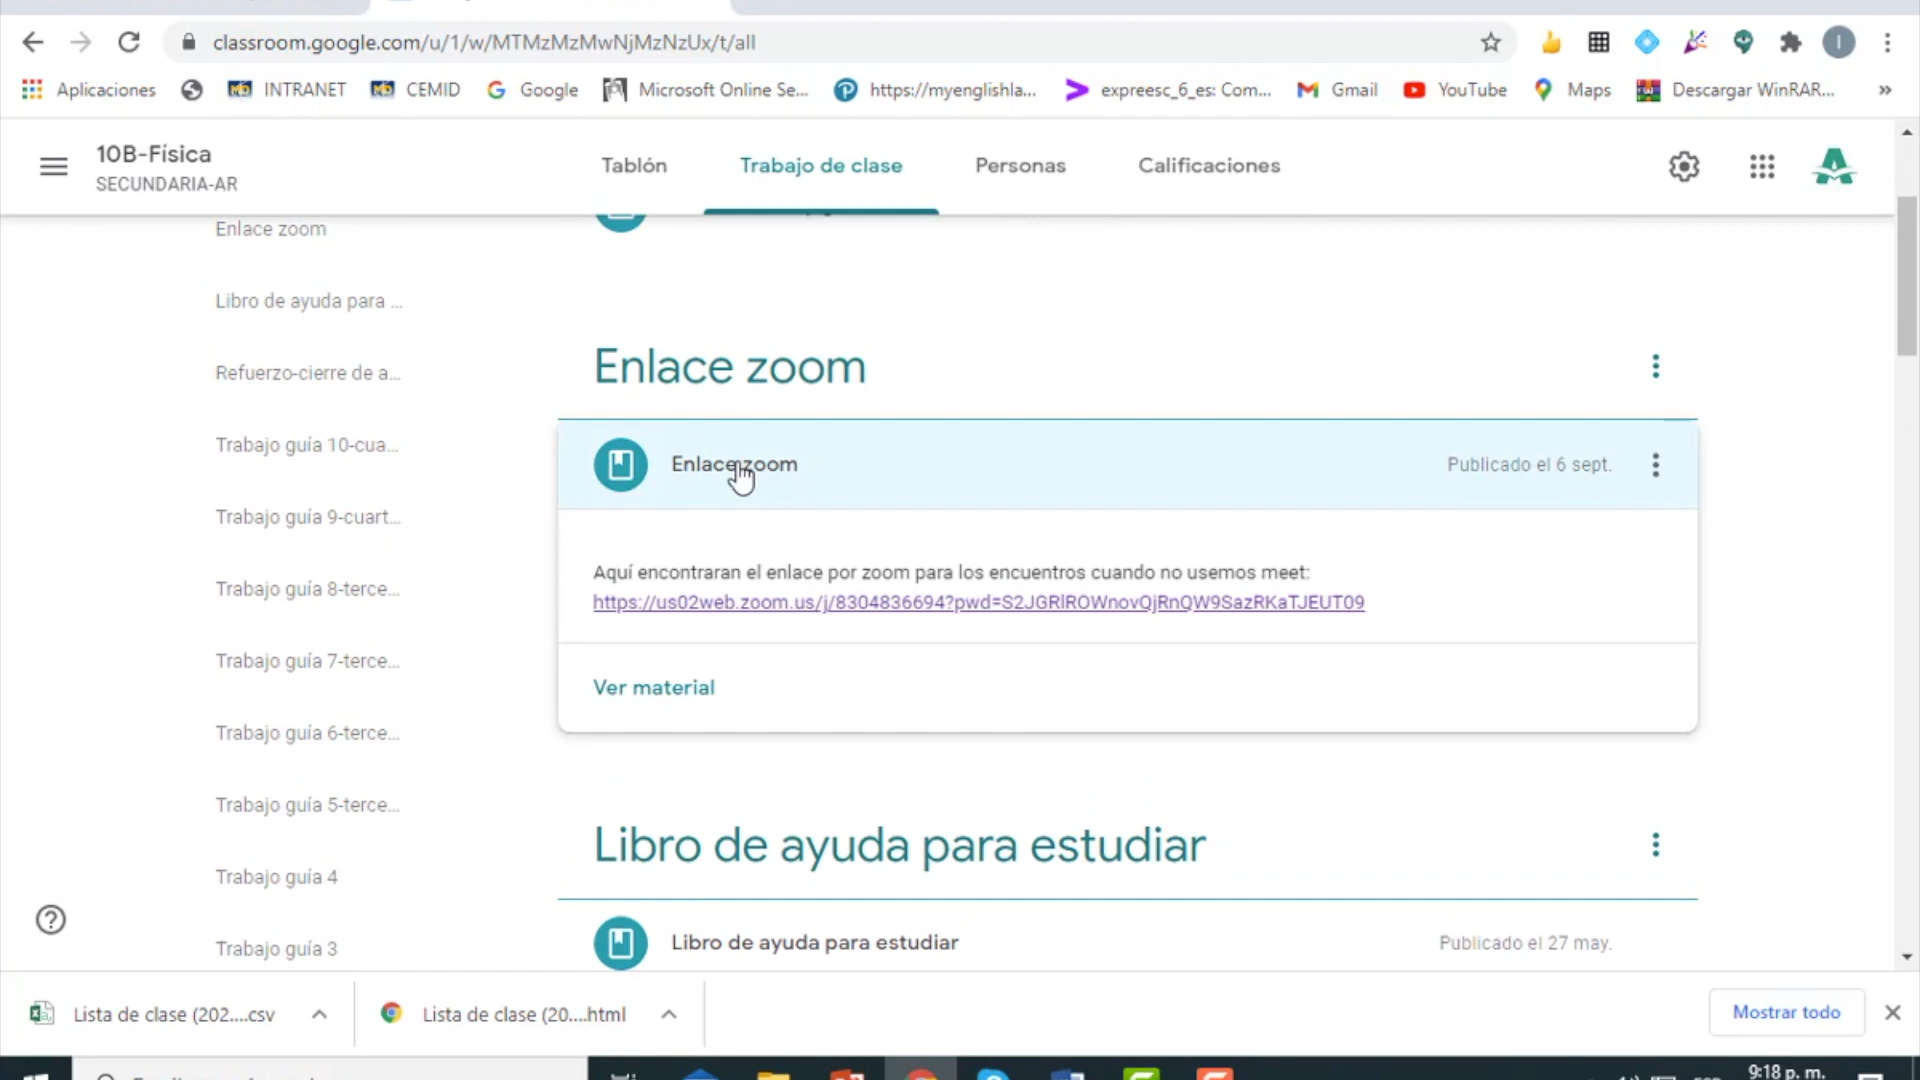 classroom.google.com/u/1/w/MTMzMzMwNjMzNzUx/t/all
Aplicaciones
INTRANET
CEMID
Google
Microsoft Online Se...
https://myenglishla...
expreesc_6_es: Com...
Gmail
YouTube
Maps
Descargar WinRAR...
»
10B-Física
SECUNDARIA-AR
Tablón
Trabajo de clase
Personas
Calificaciones
Enlace zoom
Libro de ayuda para ...
Refuerzo-cierre de a...
Trabajo guía 10-cua...
Trabajo guía 9-cuart...
Trabajo guía 8-terce...
Trabajo guía 7-terce...
Trabajo guía 6-terce...
Trabajo guía 5-terce...
Trabajo guía 4
Trabajo guía 3
Enlace zoom
Enlace zoom
Publicado el 6 sept.
Aquí encontraran el enlace por zoom para los encuentros cuando no usemos meet:
https://us02web.zoom.us/j/8304836694?pwd=S2JGRlROWnovQjRnQW9SazRKaTJEUT09
Ver material
Libro de ayuda para estudiar
Libro de ayuda para estudiar
Publicado el 27 may.
Lista de clase (202....csv
Lista de clase (20....html
Mostrar todo
9:18 p. m.